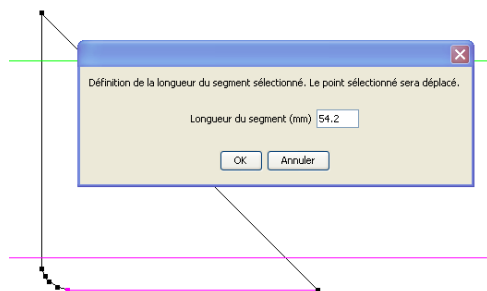 Définition de la longueur du segment sélectionné. Le point sélectionné sera déplacé.
Longueur du segment (mm) 54.2
OK Annuler